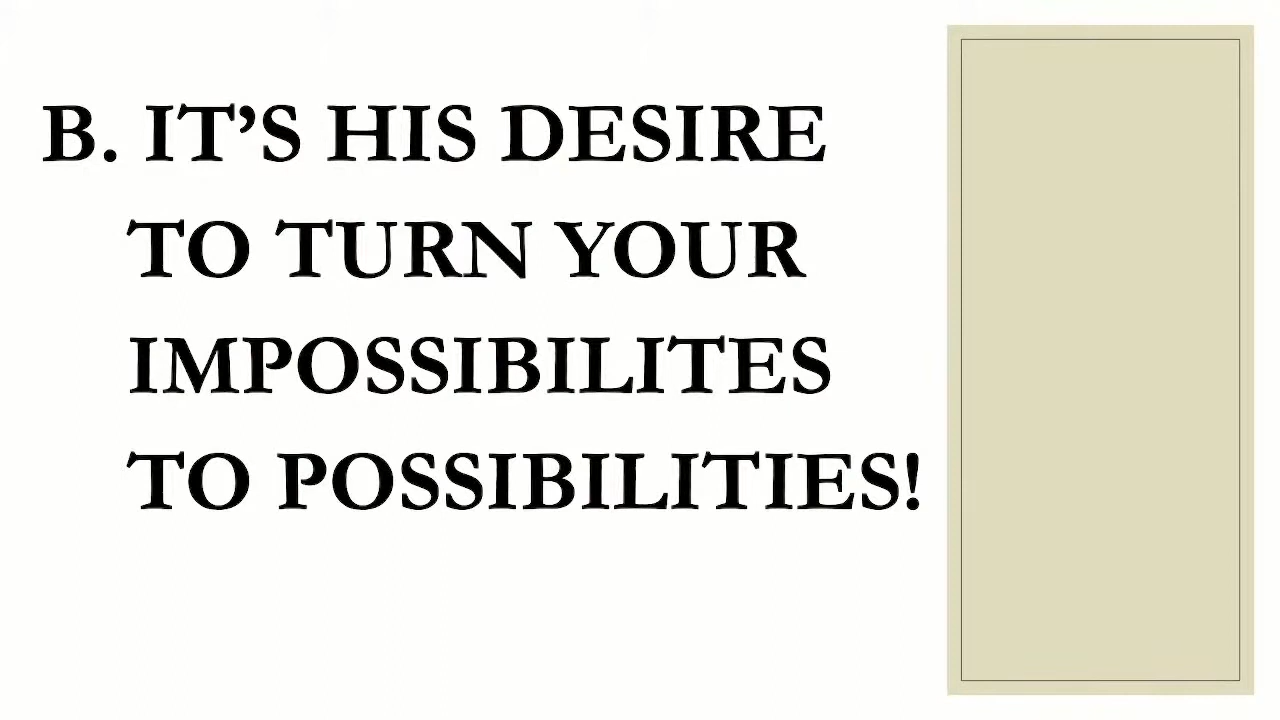 B. IT’S HIS DESIRE
TO TURN YOUR
IMPOSSIBILITES
TO POSSIBILITIES!